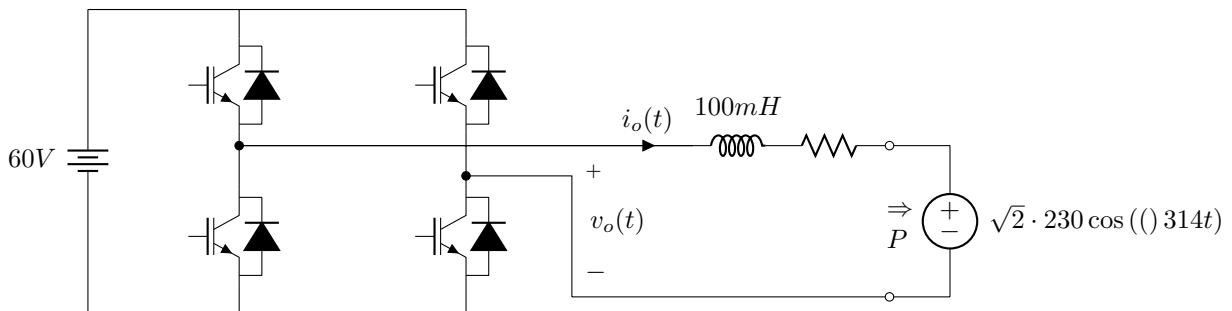 100mH
i_o(t)
60V
+
v_o(t)
−
⇒
P
+
−
√2 · 230 cos (() 314t)